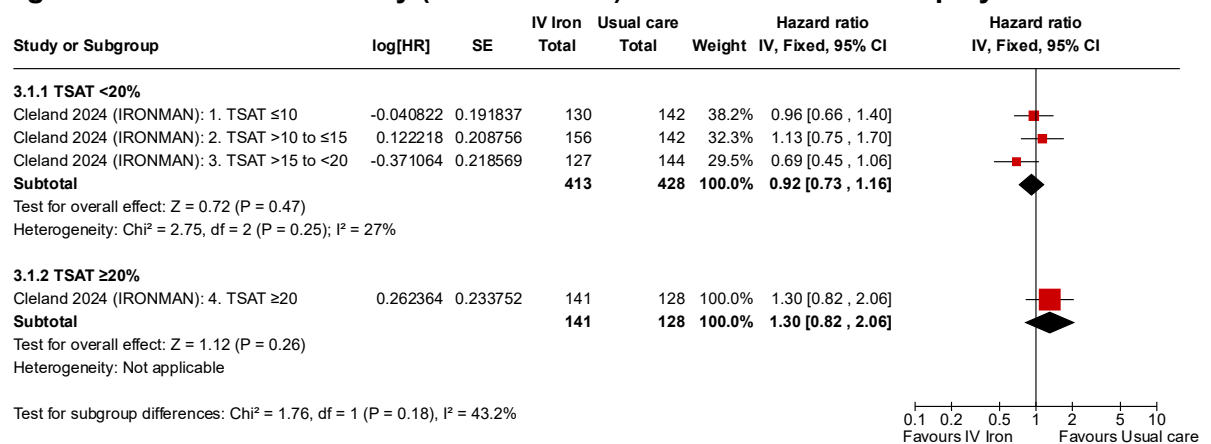 IV Iron Usual care Hazard ratio Hazard ratio
Study or Subgroup log[HR] SE Total Total Weight IV, Fixed, 95% CI IV, Fixed, 95% CI
3.1.1 TSAT <20%
Cleland 2024 (IRONMAN): 1. TSAT ≤10 -0.040822 0.191837 130 142 38.2% 0.96 [0.66 , 1.40]
Cleland 2024 (IRONMAN): 2. TSAT >10 to ≤15 0.122218 0.208756 156 142 32.3% 1.13 [0.75 , 1.70]
Cleland 2024 (IRONMAN): 3. TSAT >15 to <20 -0.371064 0.218569 127 144 29.5% 0.69 [0.45 , 1.06]
Subtotal 413 428 100.0% 0.92 [0.73 , 1.16]
Test for overall effect: Z = 0.72 (P = 0.47)
Heterogeneity: Chi² = 2.75, df = 2 (P = 0.25); I² = 27%
3.1.2 TSAT ≥20%
Cleland 2024 (IRONMAN): 4. TSAT ≥20 0.262364 0.233752 141 128 100.0% 1.30 [0.82 , 2.06]
Subtotal 141 128 100.0% 1.30 [0.82 , 2.06]
Test for overall effect: Z = 1.12 (P = 0.26)
Heterogeneity: Not applicable
Test for subgroup differences: Chi² = 1.76, df = 1 (P = 0.18), I² = 43.2%
0.1 0.2 0.5 1 2 5 10
Favours IV Iron Favours Usual care